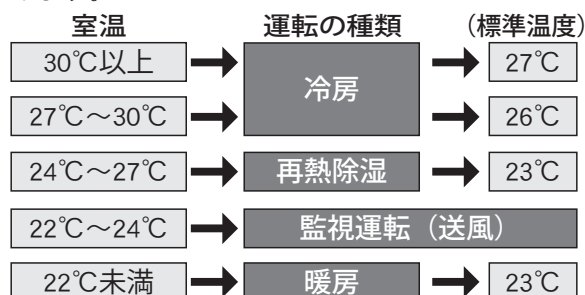 室温 運転の種類 (標準温度)
30℃以上 冷房 27℃
27℃～30℃ 26℃
24℃～27℃ 再熱除湿 23℃
22℃～24℃ 監視運転（送風）
22℃未満 暖房 23℃